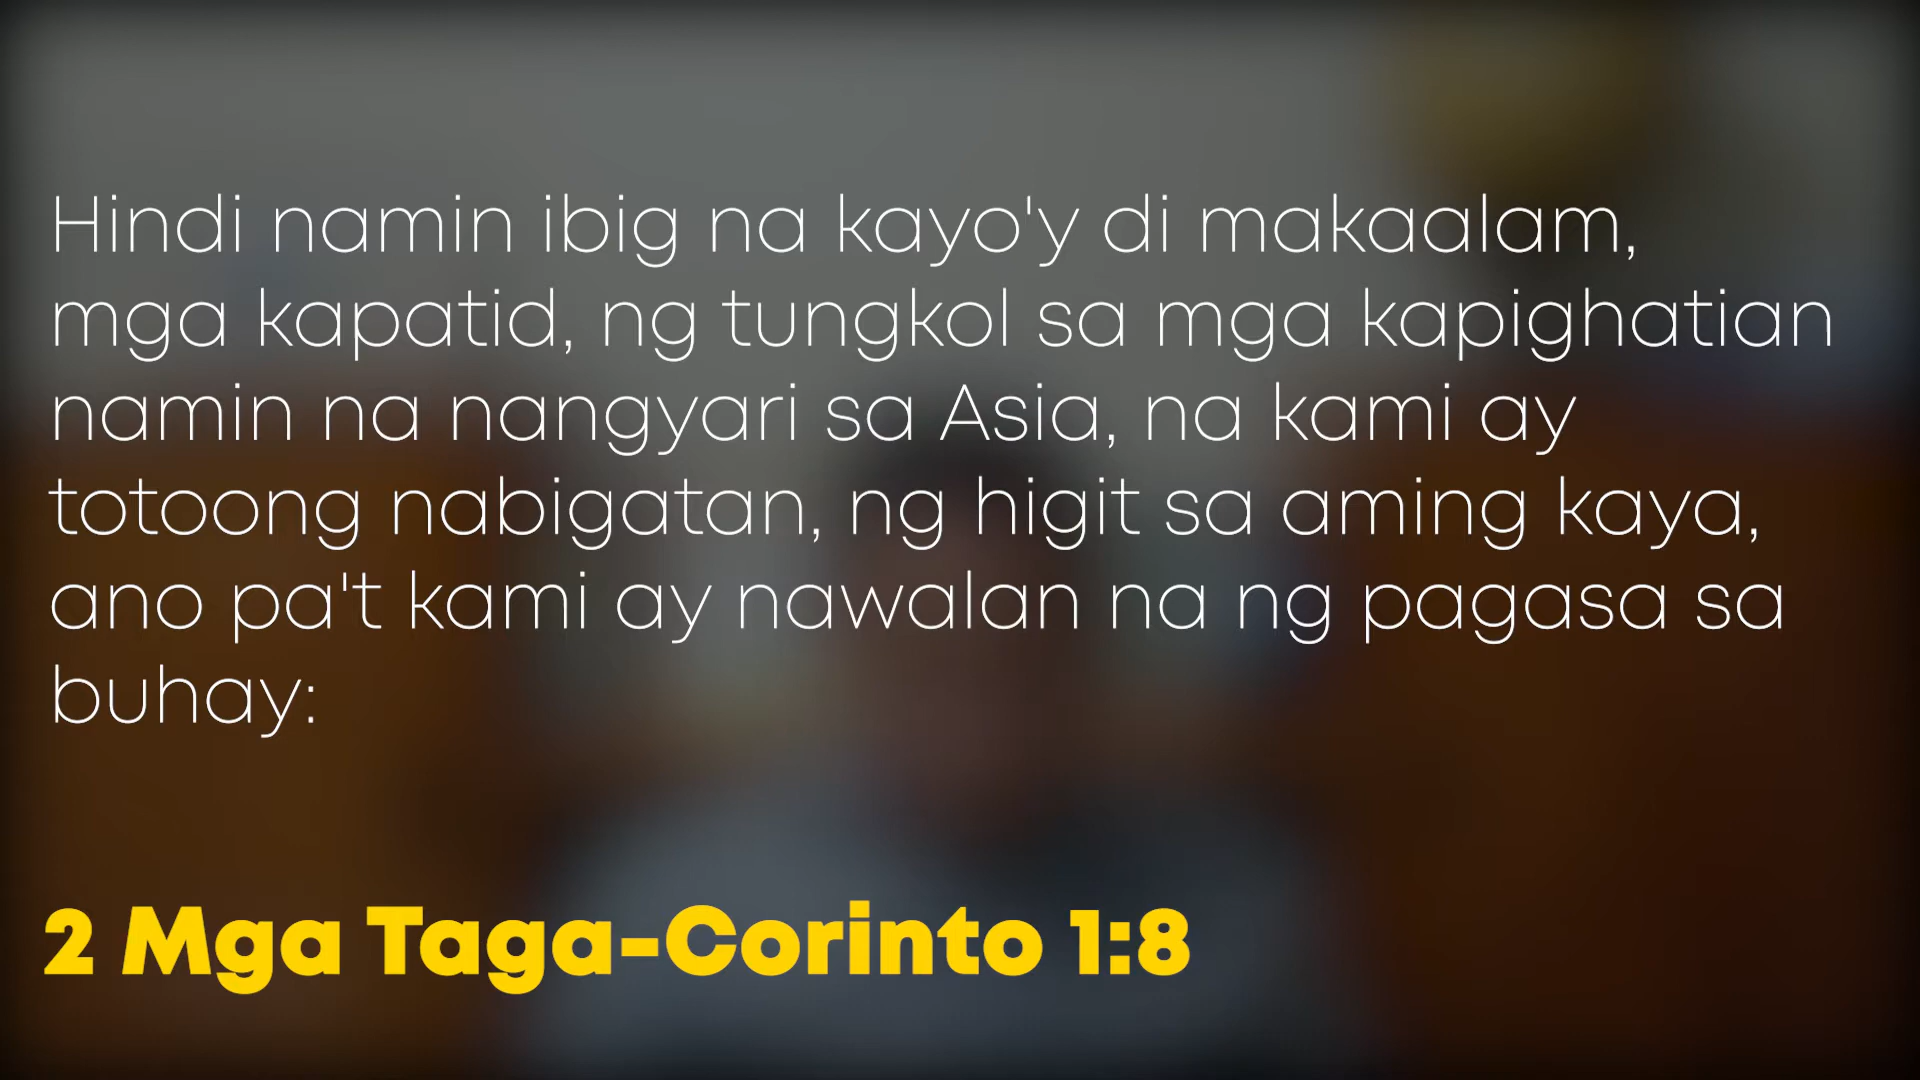 Hindi namin ibig na kayo'y di makaalam,
mga kapatid, ng tungkol sa mga kapighatian
namin na nangyari sa Asia, na kami ay
totoong nabigatan, ng higit sa aming kaya,
ano pa't kami ay nawalan na ng pagasa sa
buhay:
2 Mga Taga-Corinto 1:8